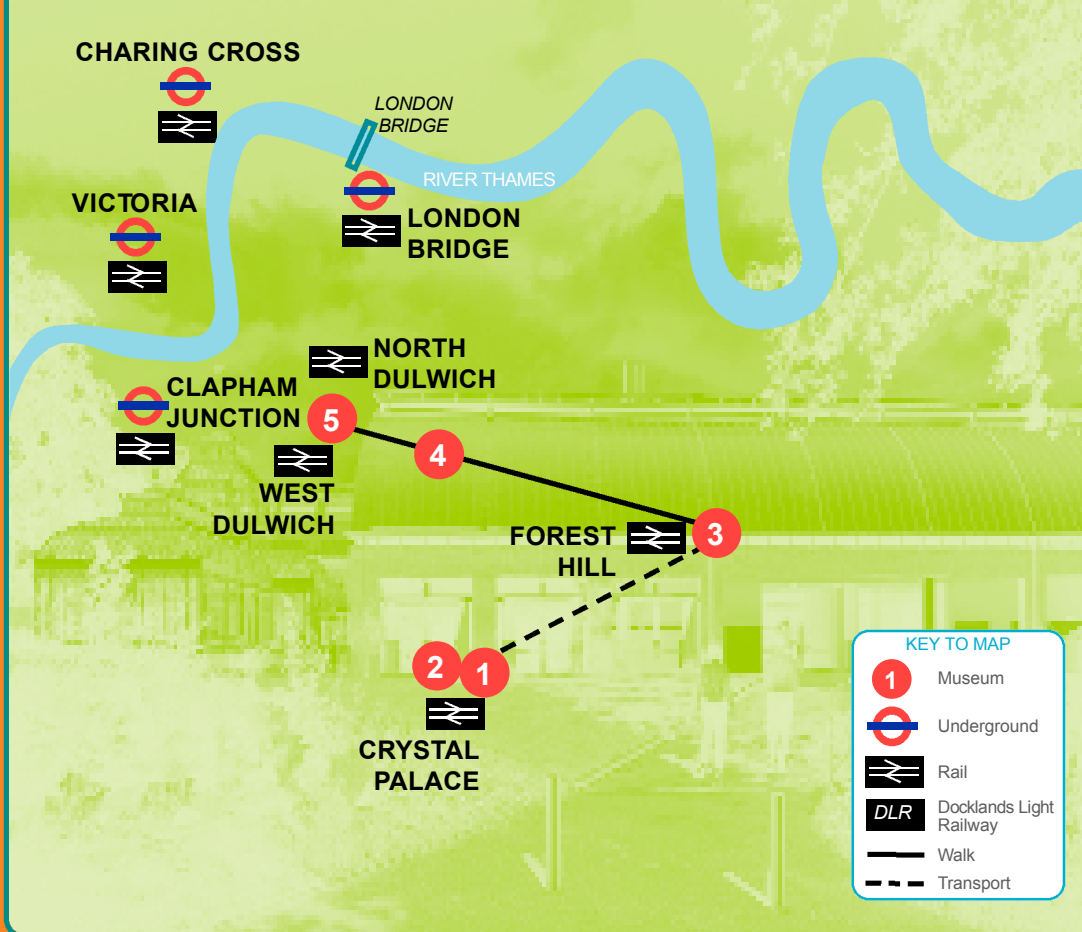 CHARING CROSS
LONDON
BRIDGE
RIVER THAMES
VICTORIA
LONDON
BRIDGE
NORTH
DULWICH
CLAPHAM
JUNCTION
5
4
WEST
DULWICH
FOREST
HILL
3
2
1
CRYSTAL
PALACE
KEY TO MAP
1 Museum
Underground
Rail
DLR Docklands Light
Railway
Walk
Transport